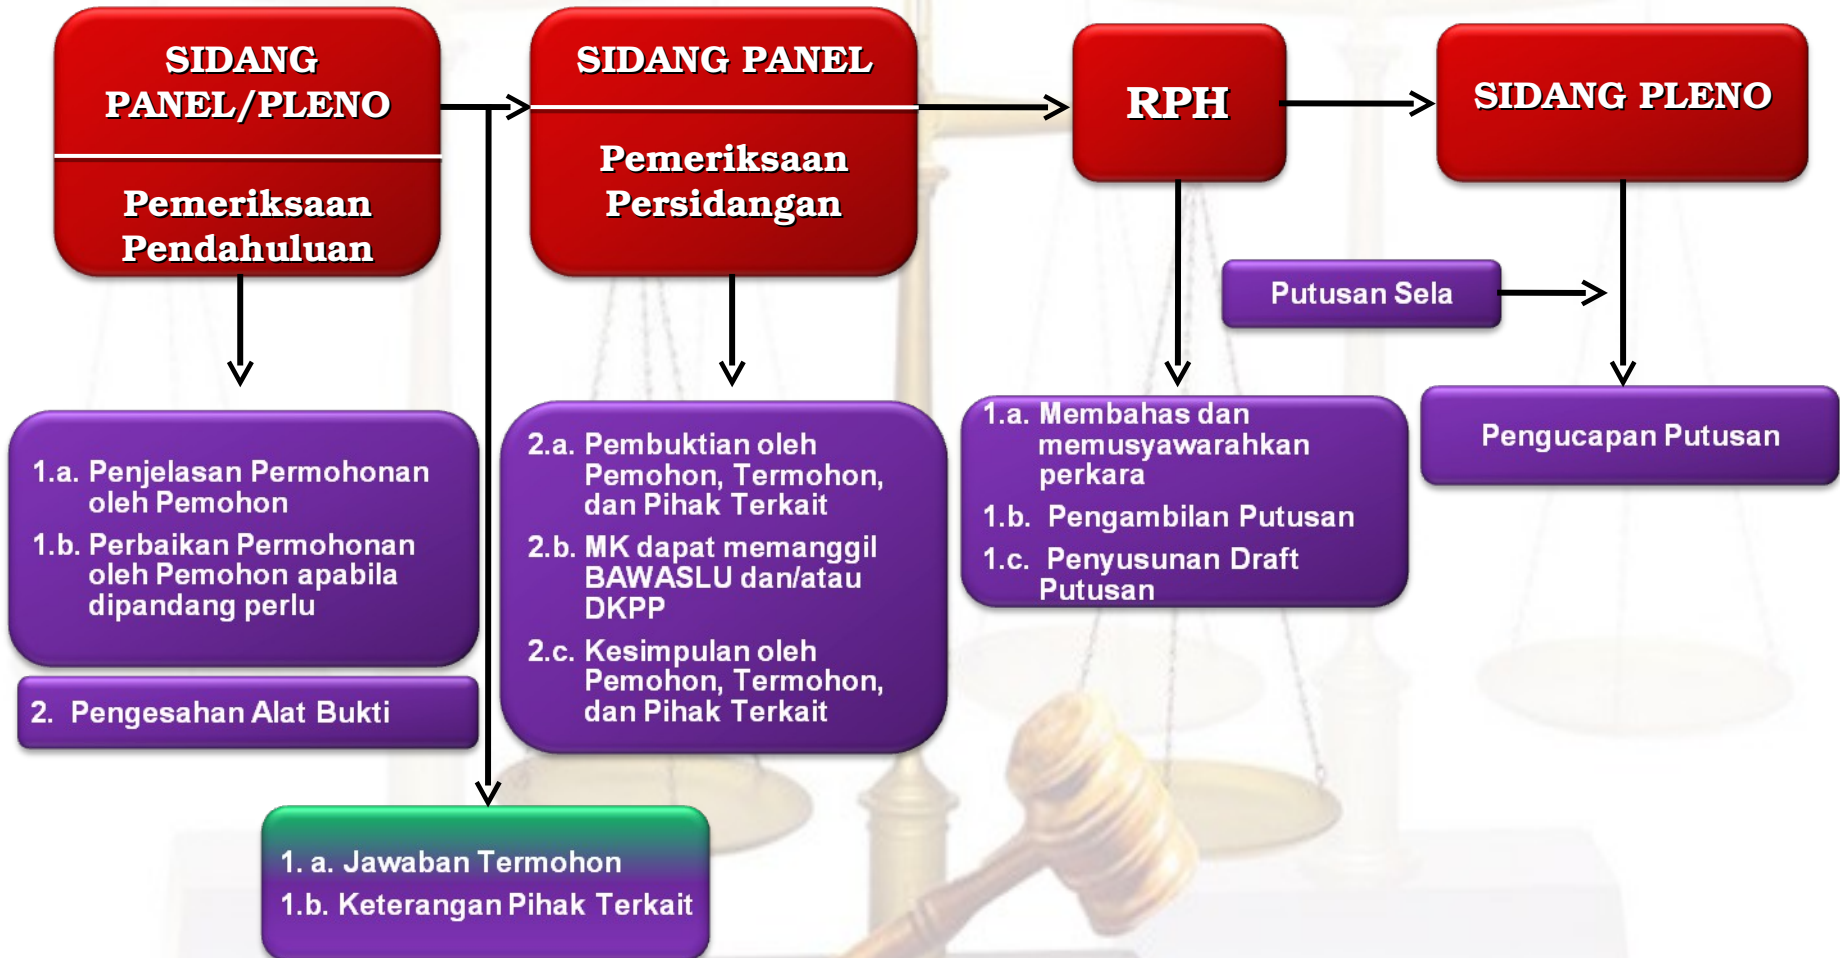 SIDANG
PANEL/PLENO
Pemeriksaan
Pendahuluan
SIDANG PANEL
Pemeriksaan
Persidangan
RPH
SIDANG PLENO
Putusan Sela
1.a. Penjelasan Permohonan
oleh Pemohon
1.b. Perbaikan Permohonan
oleh Pemohon apabila
dipandang perlu
2. Pengesahan Alat Bukti
2.a. Pembuktian oleh
Pemohon, Termohon,
dan Pihak Terkait
2.b. MK dapat memanggil
BAWASLU dan/atau
DKPP
2.c. Kesimpulan oleh
Pemohon, Termohon,
dan Pihak Terkait
1.a. Membahas dan
memusyawarahkan
perkara
1.b. Pengambilan Putusan
1.c. Penyusunan Draft
Putusan
Pengucapan Putusan
1. a. Jawaban Termohon
1.b. Keterangan Pihak Terkait